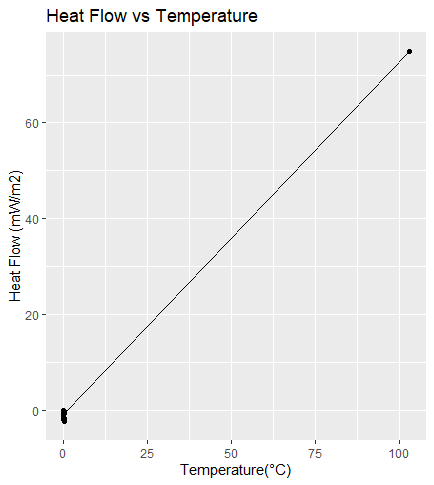 Heat Flow vs Temperature
60
40
20
0
Heat Flow (mW/m2)
0 25 50 75 100
Temperature(°C)